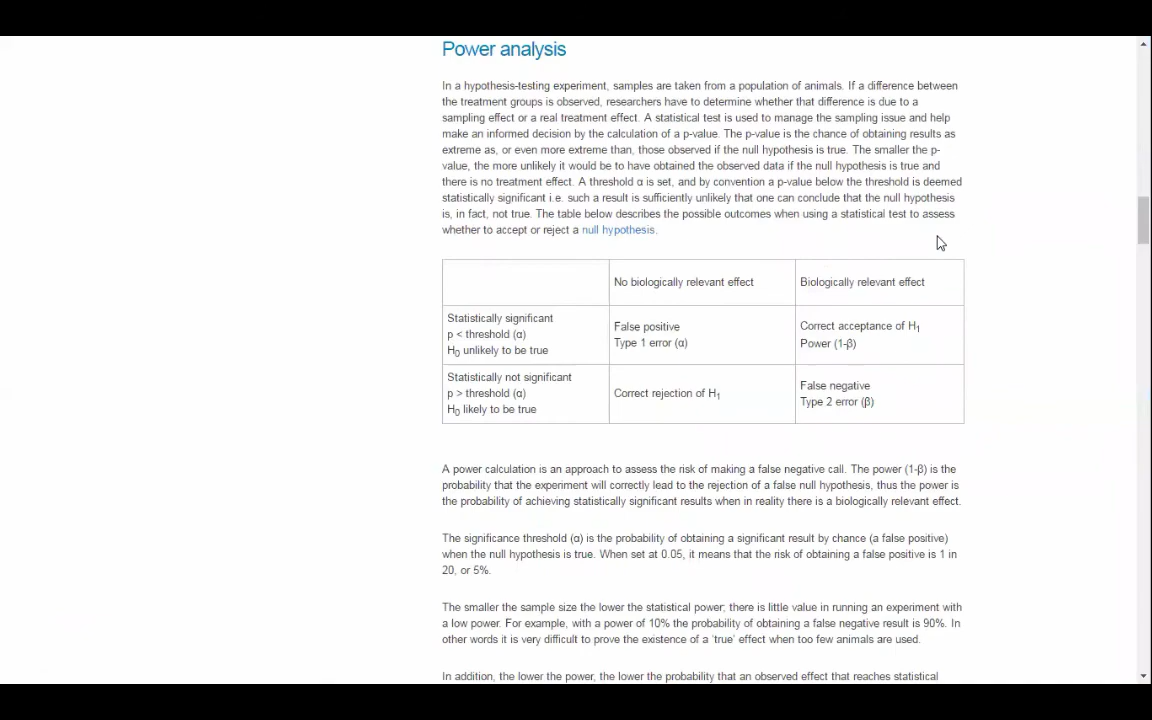 Power analysis
In a hypothesis-testing experiment, samples are taken from a population of animals. If a difference between
the treatment groups is observed, researchers have to determine whether that difference is due to a
sampling effect or a real treatment effect. A statistical test is used to manage the sampling issue and help
make an informed decision by the calculation of a p-value. The p-value is the chance of obtaining results as
extreme as, or even more extreme than, those observed if the null hypothesis is true. The smaller the p-
value, the more unlikely it would be to have obtained the observed data if the null hypothesis is true and
there is no treatment effect. A threshold α is set, and by convention a p-value below the threshold is deemed
statistically significant i.e. such a result is sufficiently unlikely that one can conclude that the null hypothesis
is, in fact, not true. The table below describes the possible outcomes when using a statistical test to assess
whether to accept or reject a null hypothesis.
No biologically relevant effect
Biologically relevant effect
Statistically significant
p < threshold (α)
H0 unlikely to be true
False positive
Type 1 error (α)
Correct acceptance of H1
Power (1-β)
Statistically not significant
p > threshold (α)
H0 likely to be true
Correct rejection of H1
False negative
Type 2 error (β)
A power calculation is an approach to assess the risk of making a false negative call. The power (1-β) is the
probability that the experiment will correctly lead to the rejection of a false null hypothesis, thus the power is
the probability of achieving statistically significant results when in reality there is a biologically relevant effect.
The significance threshold (α) is the probability of obtaining a significant result by chance (a false positive)
when the null hypothesis is true. When set at 0.05, it means that the risk of obtaining a false positive is 1 in
20, or 5%.
The smaller the sample size the lower the statistical power; there is little value in running an experiment with
a low power. For example, with a power of 10% the probability of obtaining a false negative result is 90%. In
other words it is very difficult to prove the existence of a 'true' effect when too few animals are used.
In addition, the lower the power, the lower the probability that an observed effect that reaches statistical